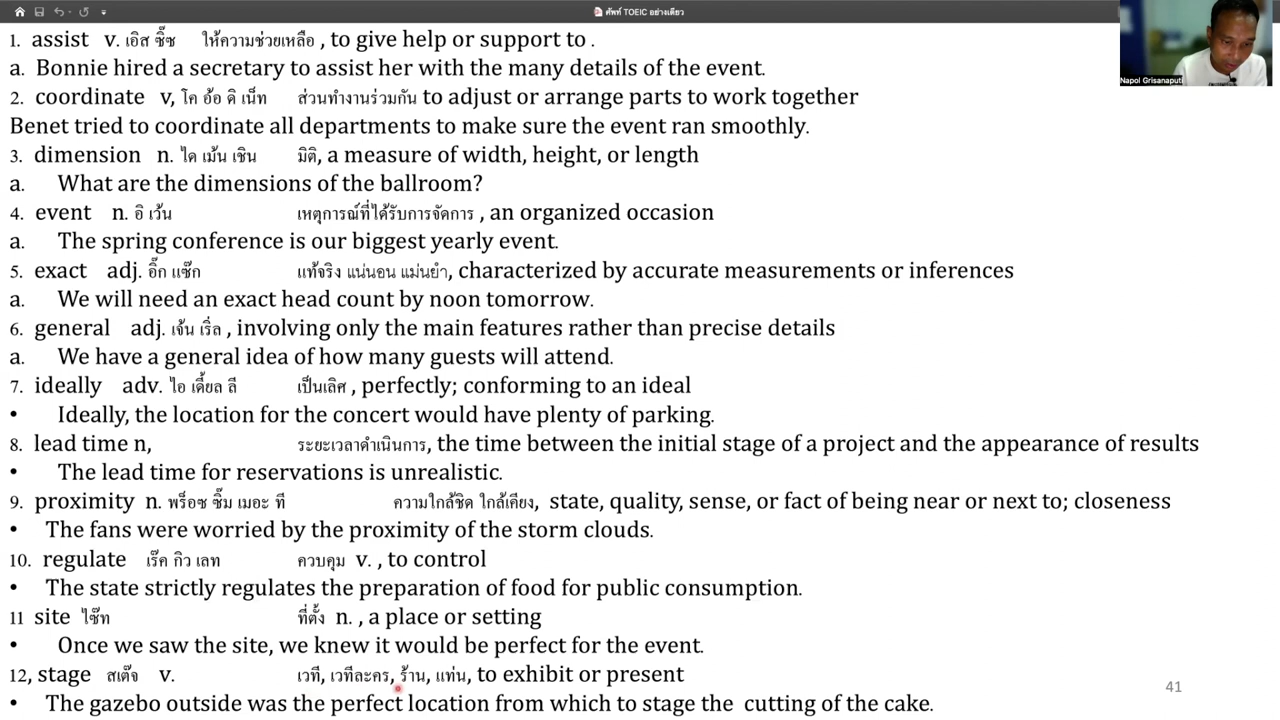 ศัพท์ TOEIC อย่างเดียว
Napol Grisanaputi
1. assist v. เอิส ซิ๊ซ ให้ความช่วยเหลือ , to give help or support to .
a. Bonnie hired a secretary to assist her with the many details of the event.
2. coordinate v, โค อ้อ ดิ เน็ท ส่วนทำงานร่วมกัน to adjust or arrange parts to work together
Benet tried to coordinate all departments to make sure the event ran smoothly.
3. dimension n. ได เม้น เชิน มิติ, a measure of width, height, or length
a. What are the dimensions of the ballroom?
4. event n. อิ เว้น เหตุการณ์ที่ได้รับการจัดการ , an organized occasion
a. The spring conference is our biggest yearly event.
5. exact adj. อิ๊ก แซ๊ก แท้จริง แน่นอน แม่นยำ, characterized by accurate measurements or inferences
a. We will need an exact head count by noon tomorrow.
6. general adj. เจ้น เริ่ล , involving only the main features rather than precise details
a. We have a general idea of how many guests will attend.
7. ideally adv. ไอ เดี้ยล ลี เป็นเลิศ , perfectly; conforming to an ideal
• Ideally, the location for the concert would have plenty of parking.
8. lead time n, ระยะเวลาดำเนินการ, the time between the initial stage of a project and the appearance of results
• The lead time for reservations is unrealistic.
9. proximity n. พร็อซ ซิ๊ม เมอะ ที ความใกล้ชิด ใกล้เคียง, state, quality, sense, or fact of being near or next to; closeness
• The fans were worried by the proximity of the storm clouds.
10. regulate เร๊ค กิว เลท ควบคุม v. , to control
• The state strictly regulates the preparation of food for public consumption.
11 site ไซ๊ท ที่ตั้ง n. , a place or setting
• Once we saw the site, we knew it would be perfect for the event.
12, stage สเต๊จ v. เวที, เวทีละคร, ร้าน, แท่น, to exhibit or present
• The gazebo outside was the perfect location from which to stage the cutting of the cake.
41